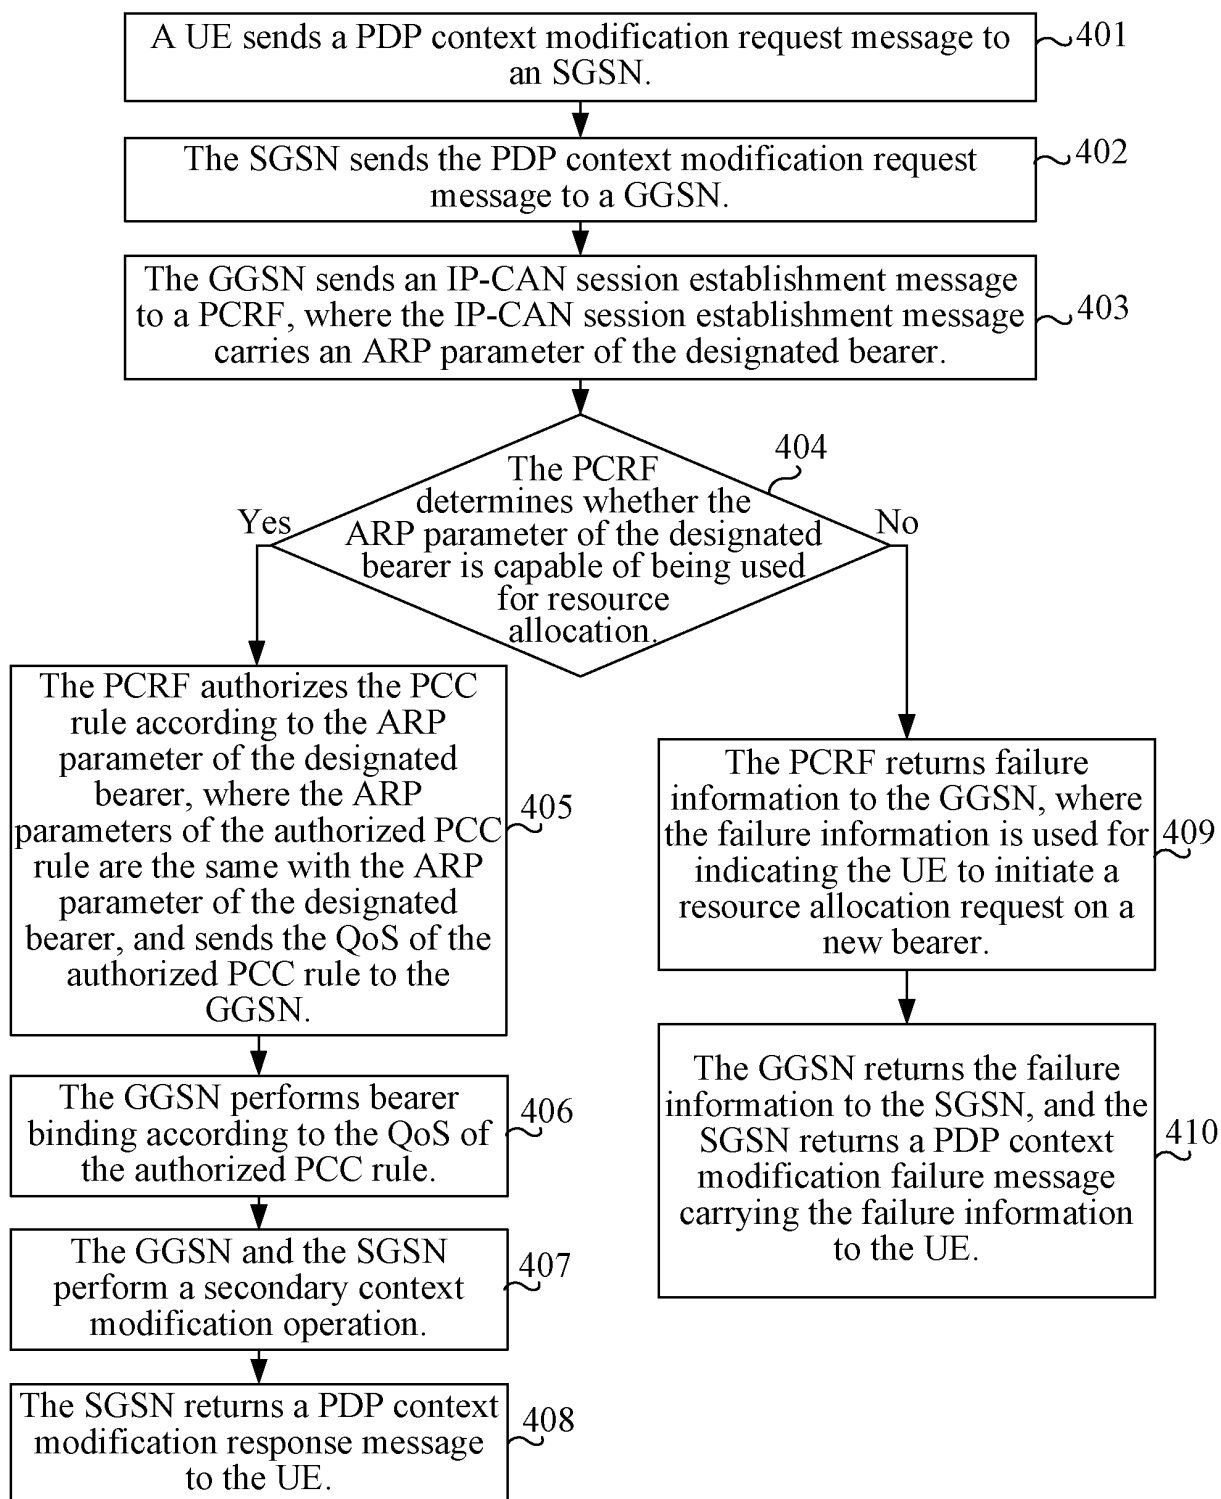 A UE sends a PDP context modification request message to
an SGSN.
401
The SGSN sends the PDP context modification request
message to a GGSN.
402
The GGSN sends an IP-CAN session establishment message
to a PCRF, where the IP-CAN session establishment message
carries an ARP parameter of the designated bearer.
403
The PCRF
determines whether the
ARP parameter of the designated
bearer is capable of being used
for resource
allocation.
404
Yes
No
The PCRF authorizes the PCC
rule according to the ARP
parameter of the designated
bearer, where the ARP
parameters of the authorized PCC
rule are the same with the ARP
parameter of the designated
bearer, and sends the QoS of the
authorized PCC rule to the
GGSN.
405
The GGSN performs bearer
binding according to the QoS of
the authorized PCC rule.
406
The GGSN and the SGSN
perform a secondary context
modification operation.
407
The SGSN returns a PDP context
modification response message
to the UE.
408
The PCRF returns failure
information to the GGSN, where
the failure information is used for
indicating the UE to initiate a
resource allocation request on a
new bearer.
409
The GGSN returns the failure
information to the SGSN, and the
SGSN returns a PDP context
modification failure message
carrying the failure information
to the UE.
410